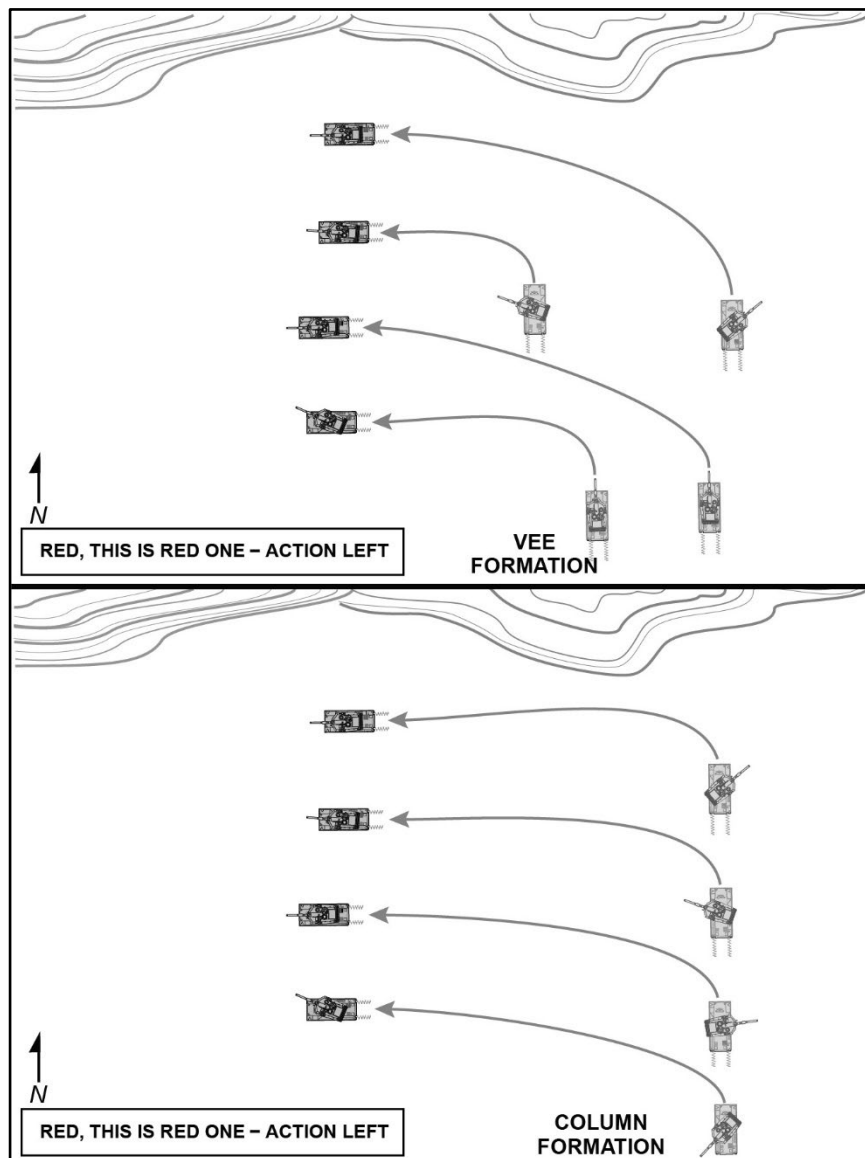 N
RED, THIS IS RED ONE – ACTION LEFT
VEE
FORMATION
N
RED, THIS IS RED ONE – ACTION LEFT
COLUMN
FORMATION